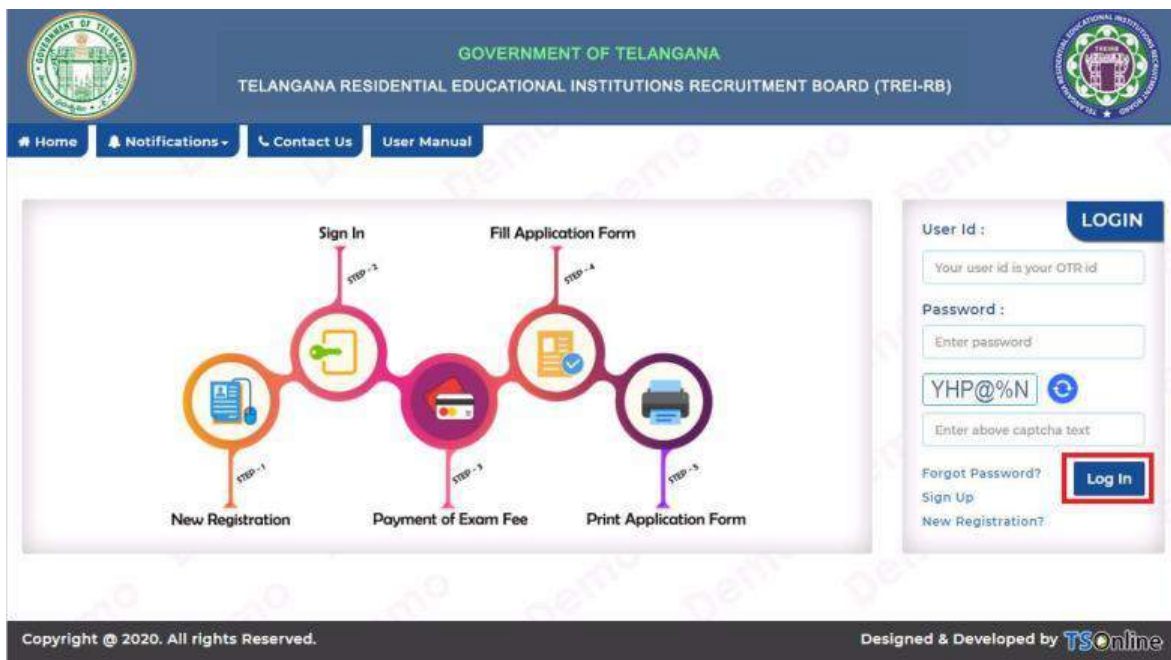 GOVERNMENT OF TELANGANA
TELANGANA RESIDENTIAL EDUCATIONAL INSTITUTIONS RECRUITMENT BOARD (TREI-RB)
Home
Notifications
Contact Us
User Manual
Sign In
Fill Application Form
STEP - 2
STEP - 4
STEP - 1
STEP - 3
STEP - 5
New Registration
Payment of Exam Fee
Print Application Form
LOGIN
User Id :
Your user id is your OTR id
Password :
Enter password
YHP@%N
Enter above captcha text
Forgot Password?
Log In
Sign Up
New Registration?
Demo
Copyright @ 2020. All rights Reserved.
Designed & Developed by TSOnline